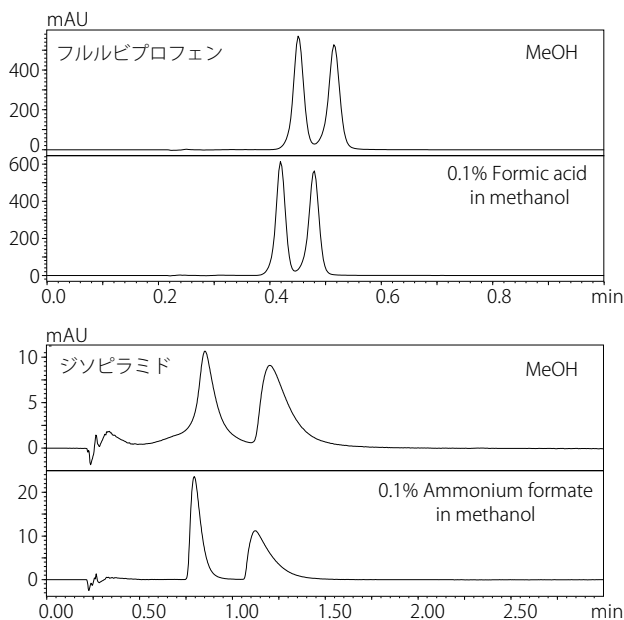 mAU
フルルビプロフェン
MeOH
400
200
0
600
400
200
0
0.1% Formic acid
in methanol
0.0
0.2
0.4
0.6
0.8
min
mAU
ジソピラミド
MeOH
10
5
0
20
10
0
0.1% Ammonium formate
in methanol
0.00
0.50
1.00
1.50
2.00
2.50
min